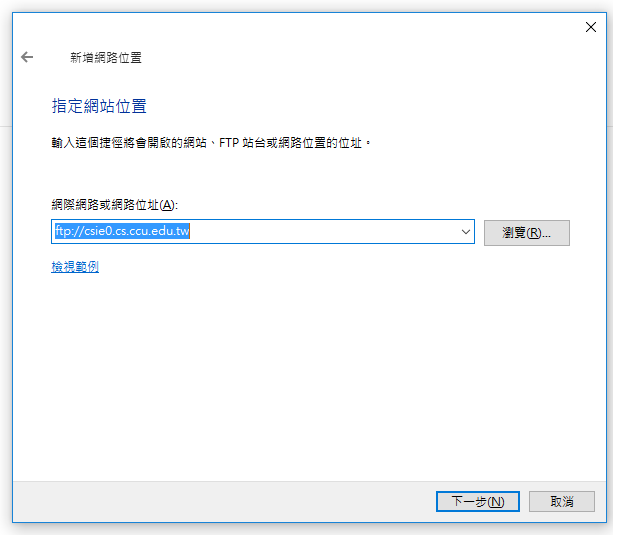 新增網路位置
指定網站位置
輸入這個捷徑將會開啟的網站、FTP 站台或網路位置的位址。
網際網路或網路位址(A):
ftp://csie0.cs.ccu.edu.tw
瀏覽(R)...
檢視範例
下一步(N)
取消